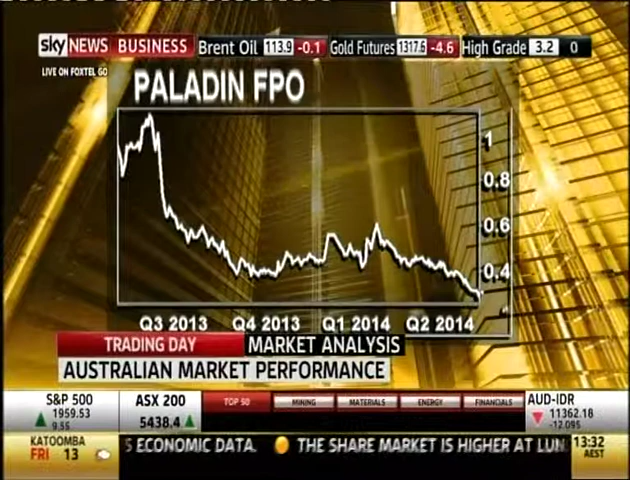 sky NEWS BUSINESS Brent Oil 113.9 -0.1 Gold Futures 1317.6 -4.6 High Grade 3.2 0
LIVE ON FOXTEL GO
PALADIN FPO
1
0.8
0.6
0.4
Q3 2013 Q4 2013 Q1 2014 Q2 2014
TRADING DAY MARKET ANALYSIS
AUSTRALIAN MARKET PERFORMANCE
S&P 500 ASX 200 TOP 50 MINING MATERIALS ENERGY FINANCIALS AUD-IDR
1959.53 5438.4 11362.18
9.55 -12.095
KATOOMBA
FRI 13
S ECONOMIC DATA. THE SHARE MARKET IS HIGHER AT LUN
13:32
AEST